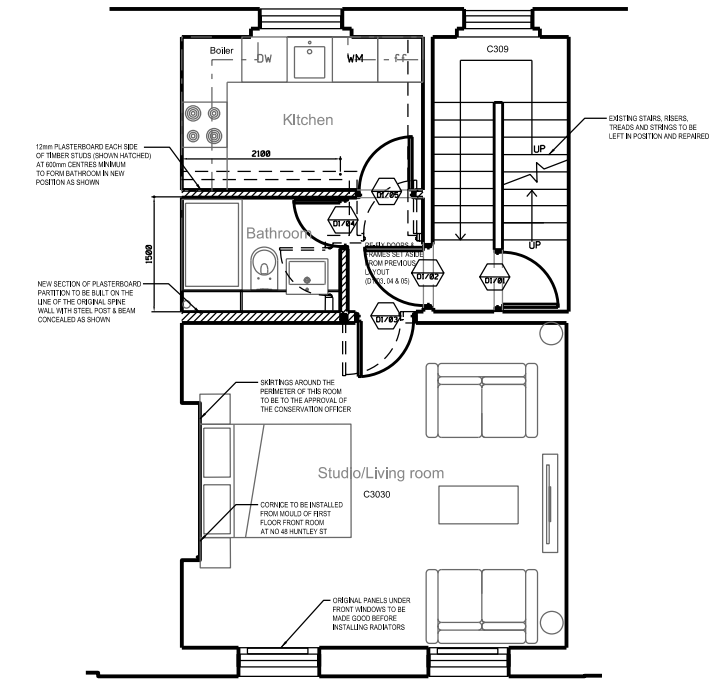 Boiler
DW
WM
ff
C309
KItchen
EXISTING STAIRS, RISERS,
TREADS AND STRINGS TO BE
LEFT IN POSITION AND REPAIRED
UP
2100
12mm PLASTERBOARD EACH SIDE
OF TIMBER STUDS (SHOWN HATCHED)
AT 600mm CENTRES MINIMUM
TO FORM BATHROOM IN NEW
POSITION AS SHOWN
D1/05
D1/04
Bathroom
1500
UP
RE-FIX DOORS &
FRAMES SET ASIDE
FROM PREVIOUS
LAYOUT
(D1/03, 04 & 05)
D1/02
D1/01
NEW SECTION OF PLASTERBOARD
PARTITION TO BE BUILT ON THE
LINE OF THE ORIGINAL SPINE
WALL WITH STEEL POST & BEAM
CONCEALED AS SHOWN
D1/03
SKIRTINGS AROUND THE
PERIMETER OF THIS ROOM
TO BE TO THE APPROVAL OF
THE CONSERVATION OFFICER
Studio/Living room
C3030
CORNICE TO BE INSTALLED
FROM MOULD OF FIRST
FLOOR FRONT ROOM
AT NO 48 HUNTLEY ST
ORIGINAL PANELS UNDER
FRONT WINDOWS TO BE
MADE GOOD BEFORE
INSTALLING RADIATORS